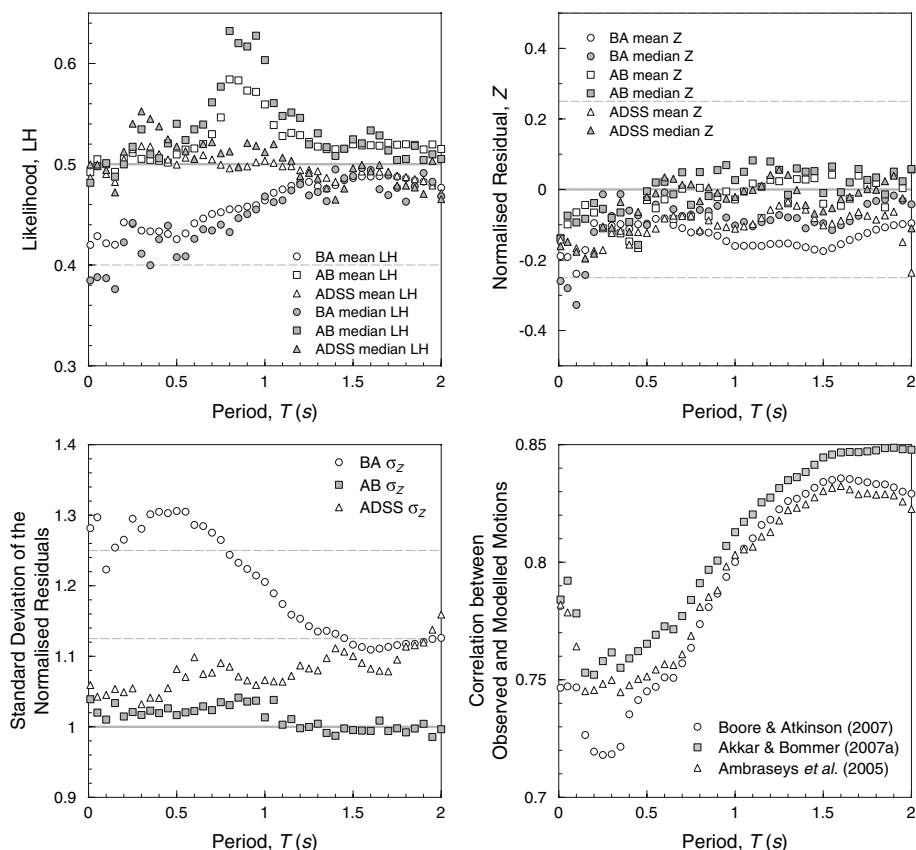 0.6
0.5
0.4
0.3
Likelihood, LH
0
0.5
1
1.5
2
Period, T (s)
BA mean LH
AB mean LH
ADSS mean LH
BA median LH
AB median LH
ADSS median LH
0.4
0.2
0
-0.2
-0.4
Normalised Residual, Z
0
0.5
1
1.5
2
Period, T (s)
BA mean Z
BA median Z
AB mean Z
AB median Z
ADSS mean Z
ADSS median Z
1.4
1.3
1.2
1.1
1
0.9
Standard Deviation of the
Normalised Residuals
0
0.5
1
1.5
2
Period, T (s)
BA σZ
AB σZ
ADSS σZ
0.85
0.8
0.75
0.7
Correlation between
Observed and Modelled Motions
0
0.5
1
1.5
2
Period, T (s)
Boore & Atkinson (2007)
Akkar & Bommer (2007a)
Ambraseys et al. (2005)